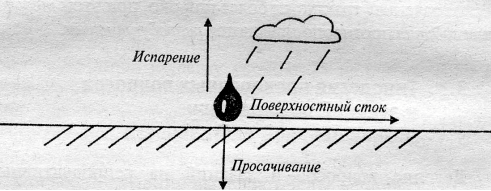 Испарение
Поверхностный сток
Просачивание